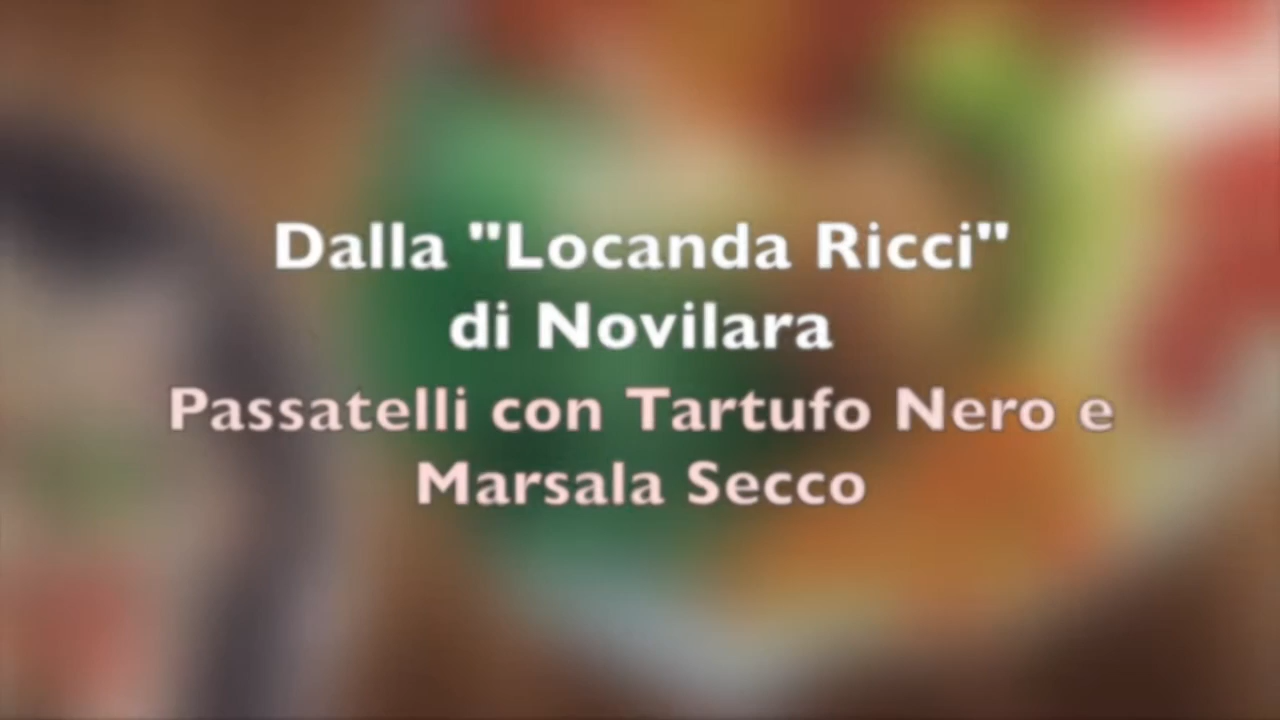 Dalla "Locanda Ricci"
di Novilara
Passatelli con Tartufo Nero e
Marsala Secco